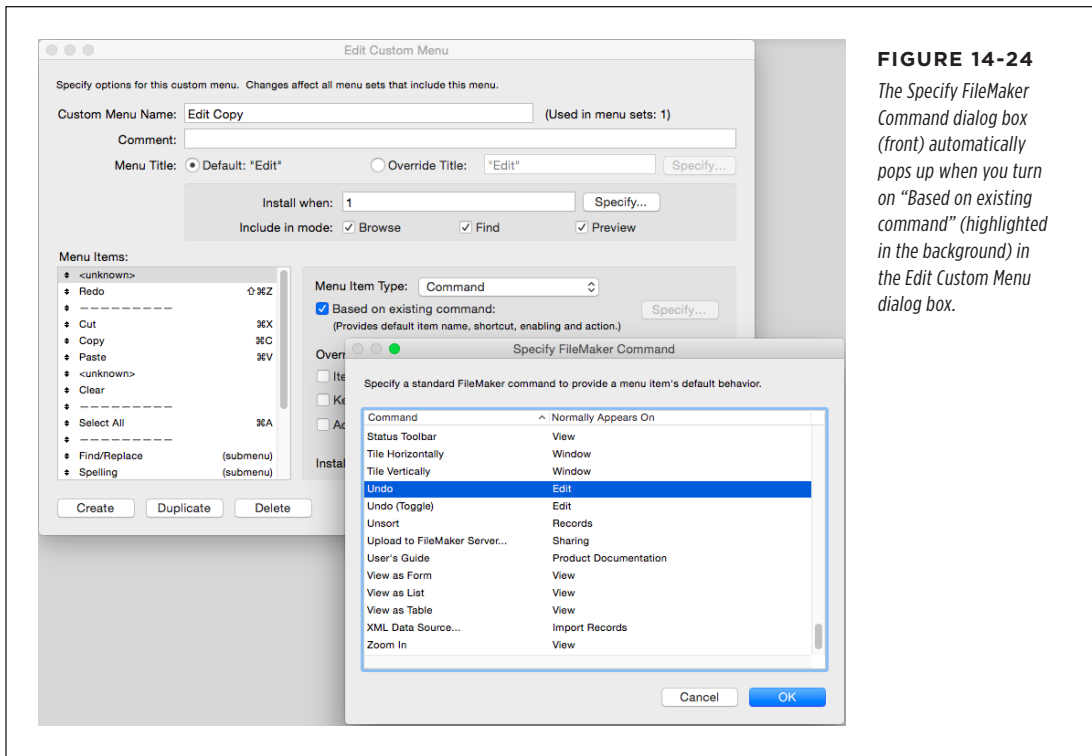 Edit Custom Menu
Specify options for this custom menu. Changes affect all menu sets that include this menu.
Custom Menu Name: Edit Copy (Used in menu sets: 1)
Comment:
Menu Title: Default: "Edit" Override Title: "Edit" Specify...
Install when: 1 Specify...
Include in mode: Browse Find Preview
Menu Items:
<unknown>
Redo ⇧⌘Z
— — — — — — — — —
Cut ⌘X
Copy ⌘C
Paste ⌘V
<unknown>
Clear
— — — — — — — — —
Select All ⌘A
— — — — — — — — —
Find/Replace (submenu)
Spelling (submenu)
Create Duplicate Delete
Menu Item Type: Command
Based on existing command: Specify...
(Provides default item name, shortcut, enabling and action.)
Specify FileMaker Command
Specify a standard FileMaker command to provide a menu item's default behavior.
Command Normally Appears On
Status Toolbar View
Tile Horizontally Window
Tile Vertically Window
Undo Edit
Undo (Toggle) Edit
Unsort Records
Upload to FileMaker Server... Sharing
User's Guide Product Documentation
View as Form View
View as List View
View as Table View
XML Data Source... Import Records
Zoom In View
Cancel OK
FIGURE 14-24
The Specify FileMaker
Command dialog box
(front) automatically
pops up when you turn
on “Based on existing
command” (highlighted
in the background) in
the Edit Custom Menu
dialog box.